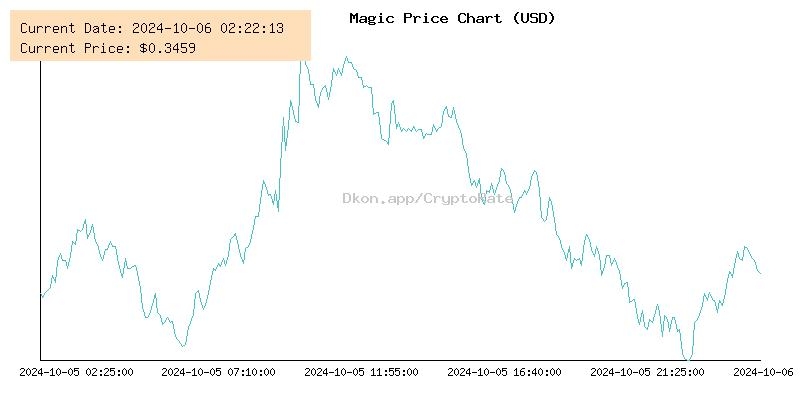 Magic Price Chart (USD)
Current Date: 2024-10-06 02:22:13
Current Price: $0.3459
Dkon.app/CryptoRate
2024-10-05 02:25:00 2024-10-05 07:10:00 2024-10-05 11:55:00 2024-10-05 16:40:00 2024-10-05 21:25:00 2024-10-06